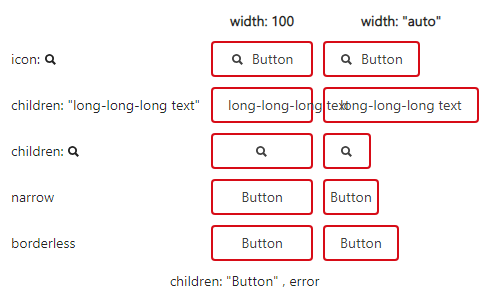 width: 100 width: "auto"
icon: Button Button
children: "long-long-long text" long-long-long text long-long-long text
children:
narrow Button Button
borderless Button Button
children: "Button" , error